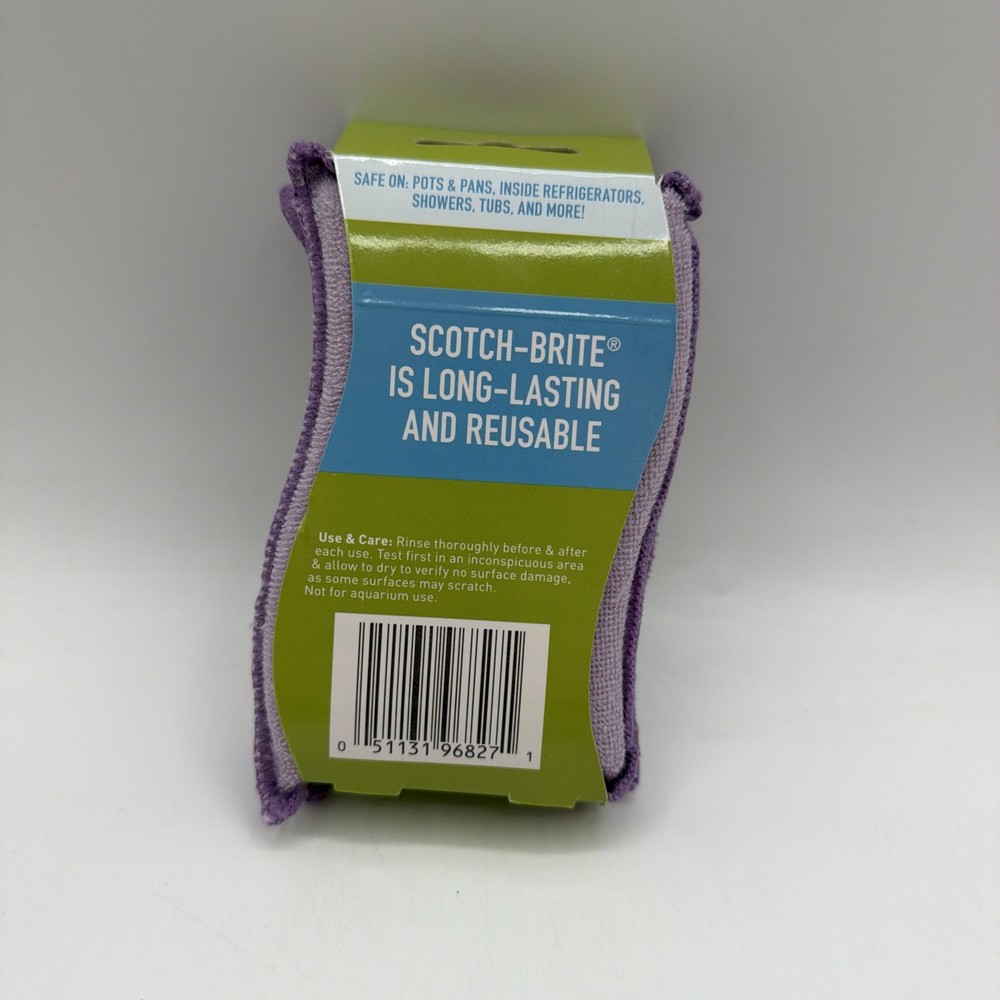 SAFE ON: POTS & PANS, INSIDE REFRIGERATORS,
SHOWERS, TUBS, AND MORE!
SCOTCH-BRITE®
IS LONG-LASTING
AND REUSABLE
Use & Care: Rinse thoroughly before & after
each use. Test first in an inconspicuous area
& allow to dry to verify no surface damage,
as some surfaces may scratch.
Not for aquarium use.
0 51131 96827 1